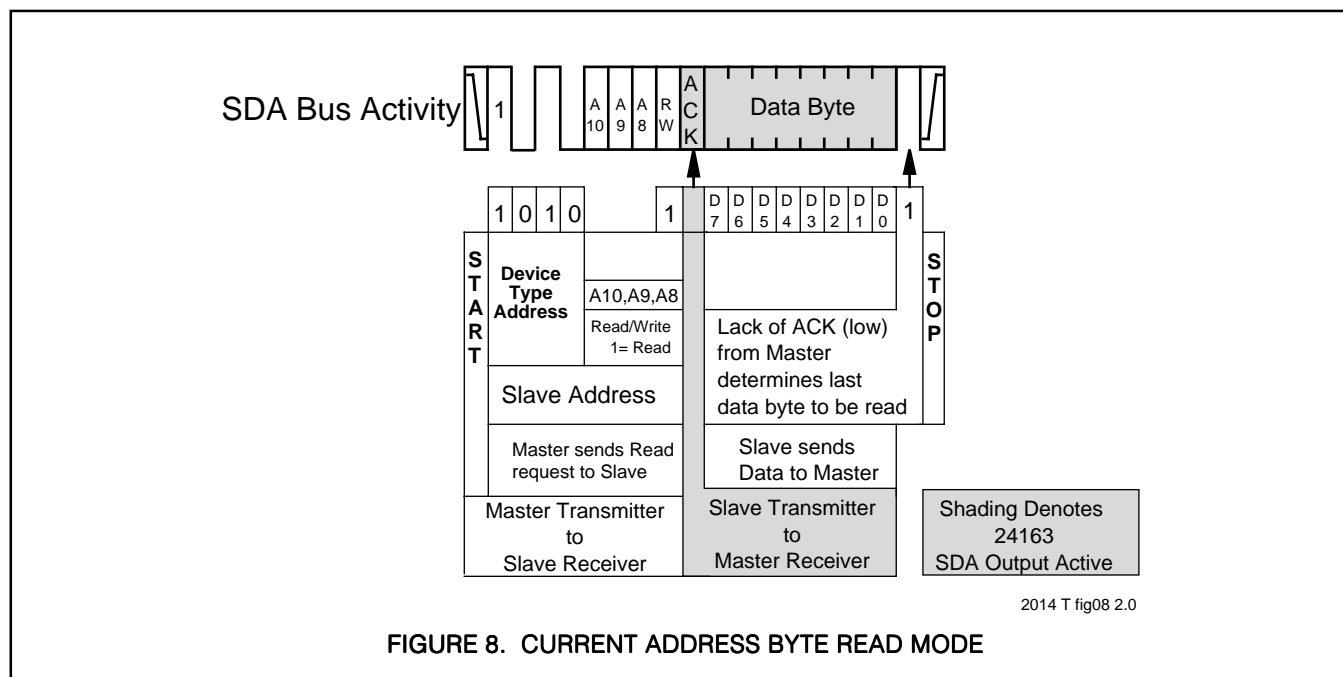 SDA Bus Activity
1
A 10
A 9
A 8
R W
A C K
Data Byte
1 0 1 0
1
D 7
D 6
D 5
D 4
D 3
D 2
D 1
D 0
1
START
Device
Type
Address
A10,A9,A8
Read/Write
1= Read
Lack of ACK (low)
from Master
determines last
data byte to be read
STOP
Slave Address
Master sends Read
request to Slave
Slave sends
Data to Master
Master Transmitter
to
Slave Receiver
Slave Transmitter
to
Master Receiver
Shading Denotes
24163
SDA Output Active
2014 T fig08 2.0
FIGURE 8. CURRENT ADDRESS BYTE READ MODE